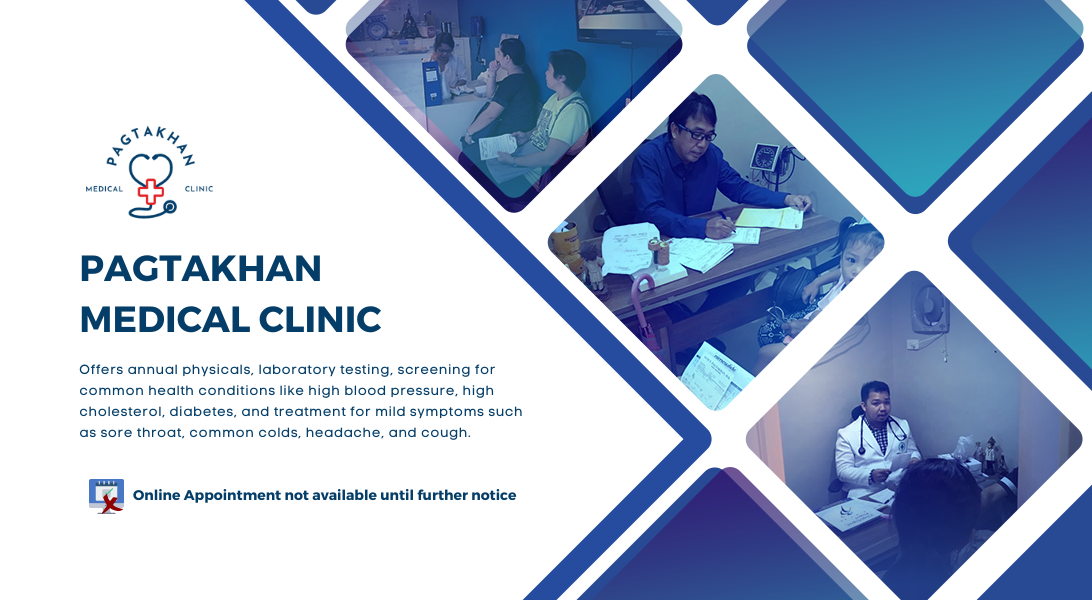 PAGTAKHAN
MEDICAL CLINIC
PAGTAKHAN
MEDICAL CLINIC
Offers annual physicals, laboratory testing, screening for
common health conditions like high blood pressure, high
cholesterol, diabetes, and treatment for mild symptoms such
as sore throat, common colds, headache, and cough.
Online Appointment not available until further notice